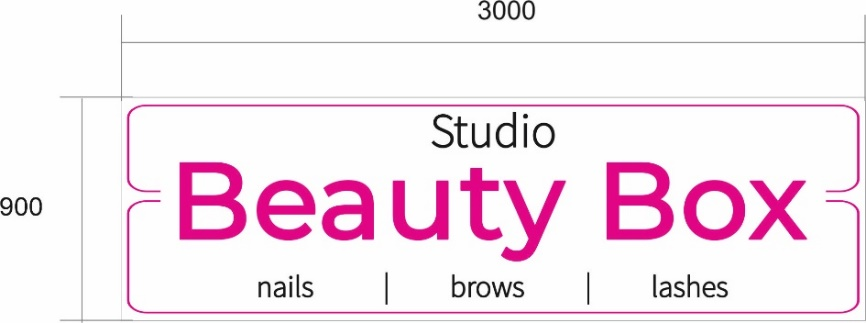 3000
900
Studio
Beauty Box
nails | brows | lashes